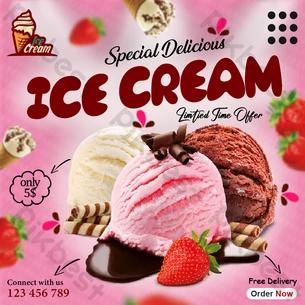 Ice
Cream
Special Delicious
ICE CREAM
Limited Time Offer
only
5$
Connect with us
123 456 789
Free Delivery
Order Now